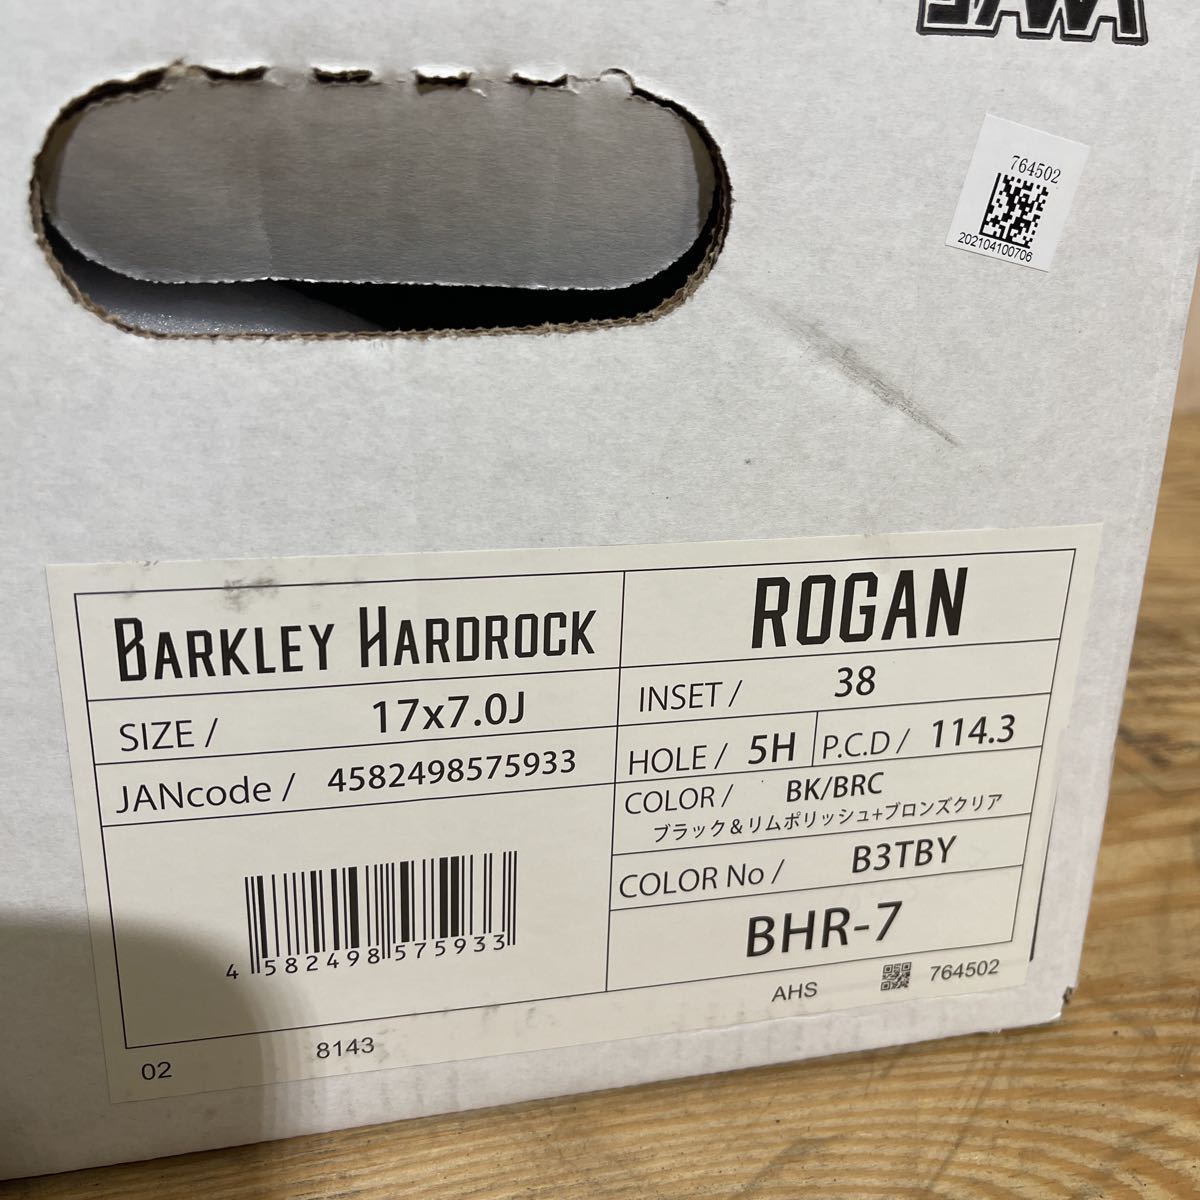 764502
202104100706
BARKLEY HARDROCK
ROGAN
SIZE / 17x7.0J
INSET / 38
JANcode / 4582498575933
HOLE / 5H P.C.D / 114.3
COLOR / BK/BRC
ブラック&リムポリッシュ+ブロンズクリア
COLOR No / B3TBY
4 582498 575933
BHR-7
AHS 764502
02 8143